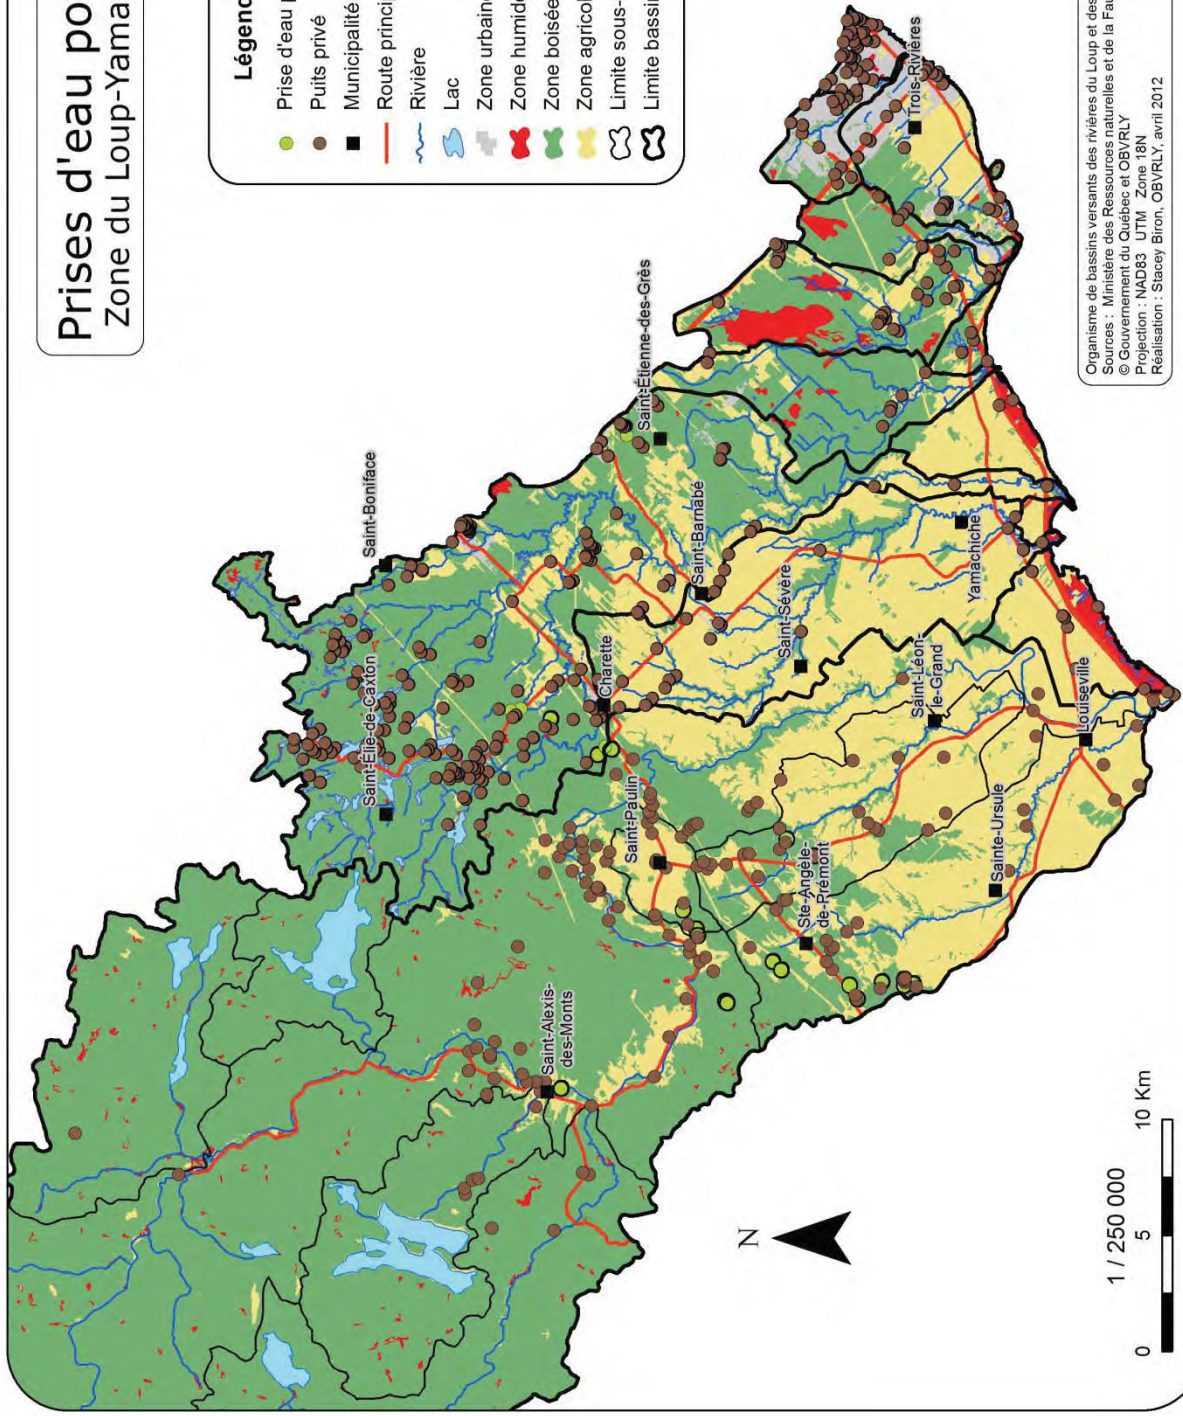 Prises d'eau po
Zone du Loup-Yama
Légend
Prise d'eau p
Puits privé
Municipalité
Route princip
Rivière
Lac
Zone urbaine
Zone humide
Zone boisée
Zone agricol
Limite sous-
Limite bassin
Saint-Boniface
Saint-Élie-de-Caxton
Saint-Étienne-des-Grès
Trois-Rivières
Charette
Saint-Barnabé
Saint-Paulin
Saint-Alexis-
des-Monts
Saint-Sévère
Ste-Angèle-
de-Prémont
Yamachiche
Saint-Léon-
le-Grand
Sainte-Ursule
Louiseville
N
1 / 250 000
0 5 10 Km
Organisme de bassins versants des rivières du Loup et des
Sources : Ministère des Ressources naturelles et de la Fau
© Gouvernement du Québec et OBVRLY
Projection : NAD83 UTM Zone 18N
Réalisation : Stacey Biron, OBVRLY, avril 2012